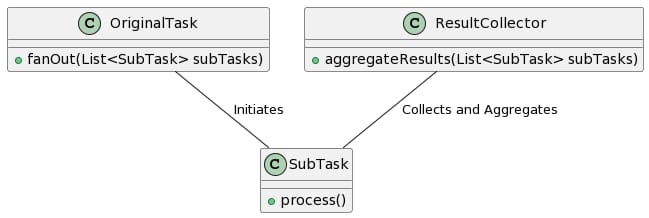 C OriginalTask
fanOut(List<SubTask> subTasks)
C ResultCollector
aggregateResults(List<SubTask> subTasks)
Initiates
Collects and Aggregates
C SubTask
process()